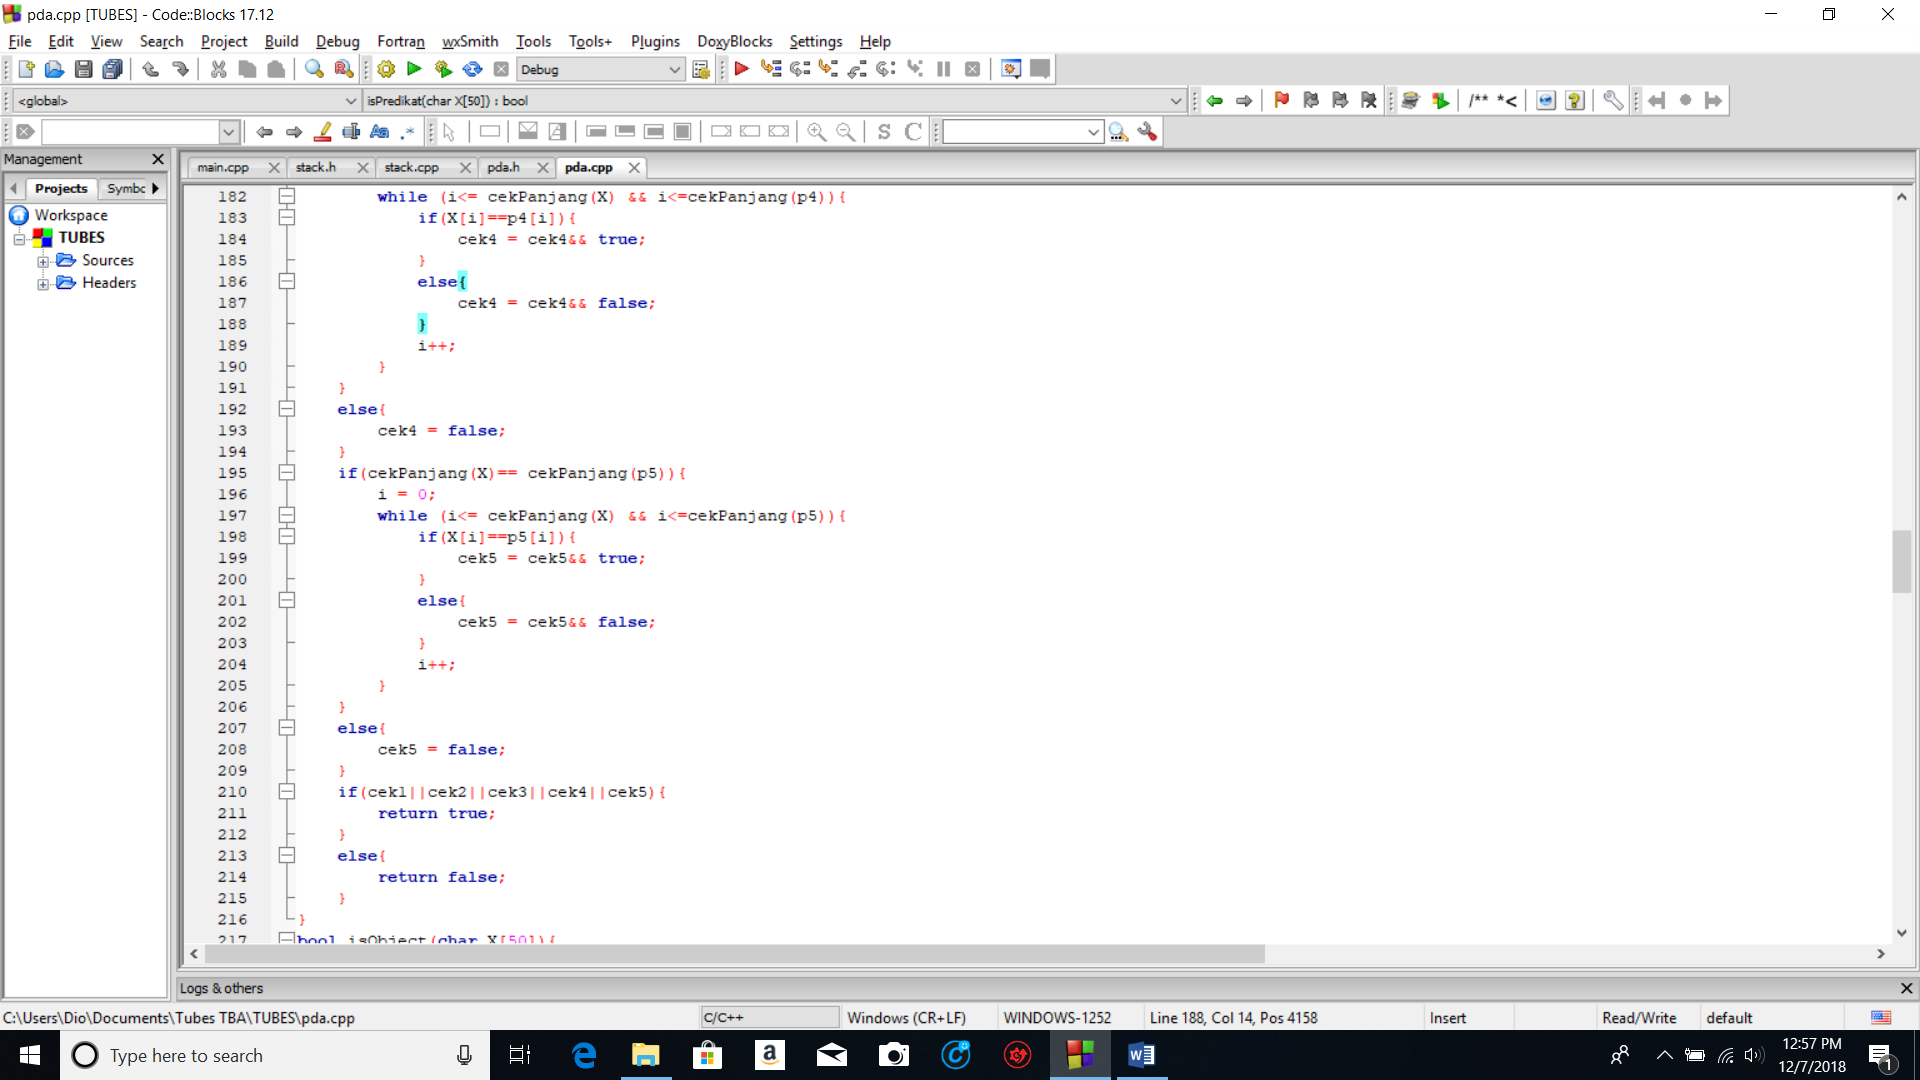 pda.cpp [TUBES] - Code::Blocks 17.12
File Edit View Search Project Build Debug Fortran wxSmith Tools Tools+ Plugins DoxyBlocks Settings Help
Debug
<global> isPredikat(char X[50]) : bool /** *<
Aa .* S C
Management
main.cpp stack.h stack.cpp pda.h pda.cpp
Projects Symbc
Workspace
TUBES
Sources
Headers
182 while (i<= cekPanjang(X) && i<=cekPanjang(p4)){
183 if(X[i]==p4[i]){
184 cek4 = cek4&& true;
185 }
186 else{
187 cek4 = cek4&& false;
188 }
189 i++;
190 }
191 }
192 else{
193 cek4 = false;
194 }
195 if(cekPanjang(X)== cekPanjang(p5)){
196 i = 0;
197 while (i<= cekPanjang(X) && i<=cekPanjang(p5)){
198 if(X[i]==p5[i]){
199 cek5 = cek5&& true;
200 }
201 else{
202 cek5 = cek5&& false;
203 }
204 i++;
205 }
206 }
207 else{
208 cek5 = false;
209 }
210 if(cek1||cek2||cek3||cek4||cek5){
211 return true;
212 }
213 else{
214 return false;
215 }
216 }
217 bool isObject(char X[50]){
Logs & others
C:\Users\Dio\Documents\Tubes TBA\TUBES\pda.cpp C/C++ Windows (CR+LF) WINDOWS-1252 Line 188, Col 14, Pos 4158 Insert Read/Write default
Type here to search
12:57 PM
12/7/2018
1